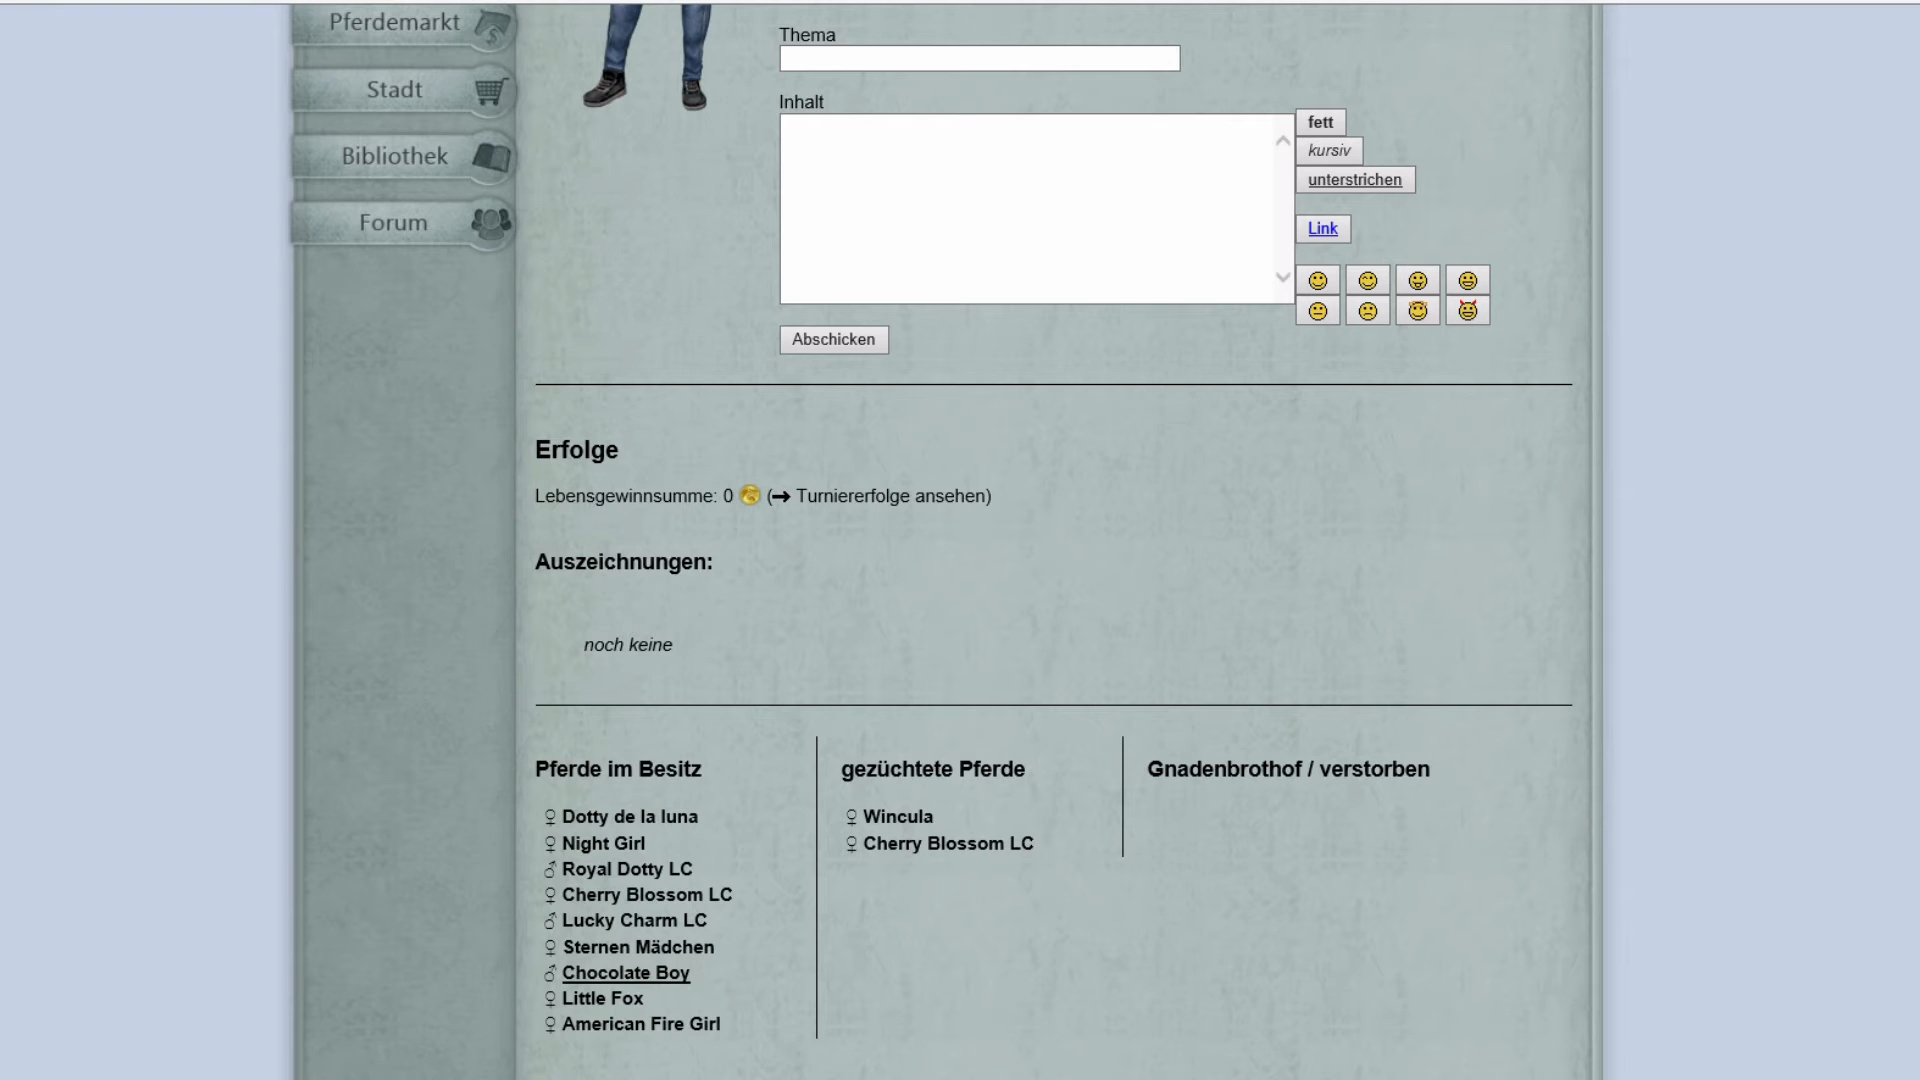 Pferdemarkt
Stadt
Bibliothek
Forum
Thema
Inhalt
fett
kursiv
unterstrichen
Link
Abschicken
Erfolge
Lebensgewinnsumme: 0 (➞ Turniererfolge ansehen)
Auszeichnungen:
noch keine
Pferde im Besitz
♀ Dotty de la luna
♀ Night Girl
♂ Royal Dotty LC
♀ Cherry Blossom LC
♂ Lucky Charm LC
♀ Sternen Mädchen
♂ Chocolate Boy
♀ Little Fox
♀ American Fire Girl
gezüchtete Pferde
♀ Wincula
♀ Cherry Blossom LC
Gnadenbrothof / verstorben